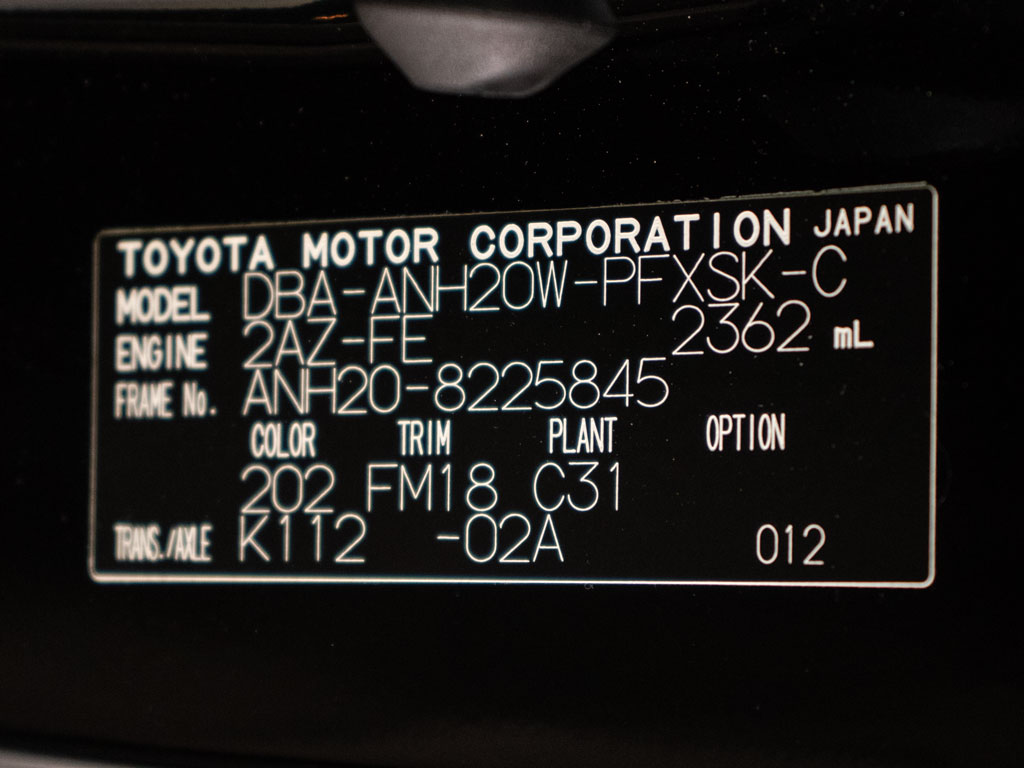 TOYOTA MOTOR CORPORATION JAPAN
MODEL DBA-ANH20W-PFXSK-C
ENGINE 2AZ-FE 2362 mL
FRAME No. ANH20-8225845
COLOR TRIM PLANT OPTION
202 FM18 C31
TRANS./AXLE K112 -02A 012